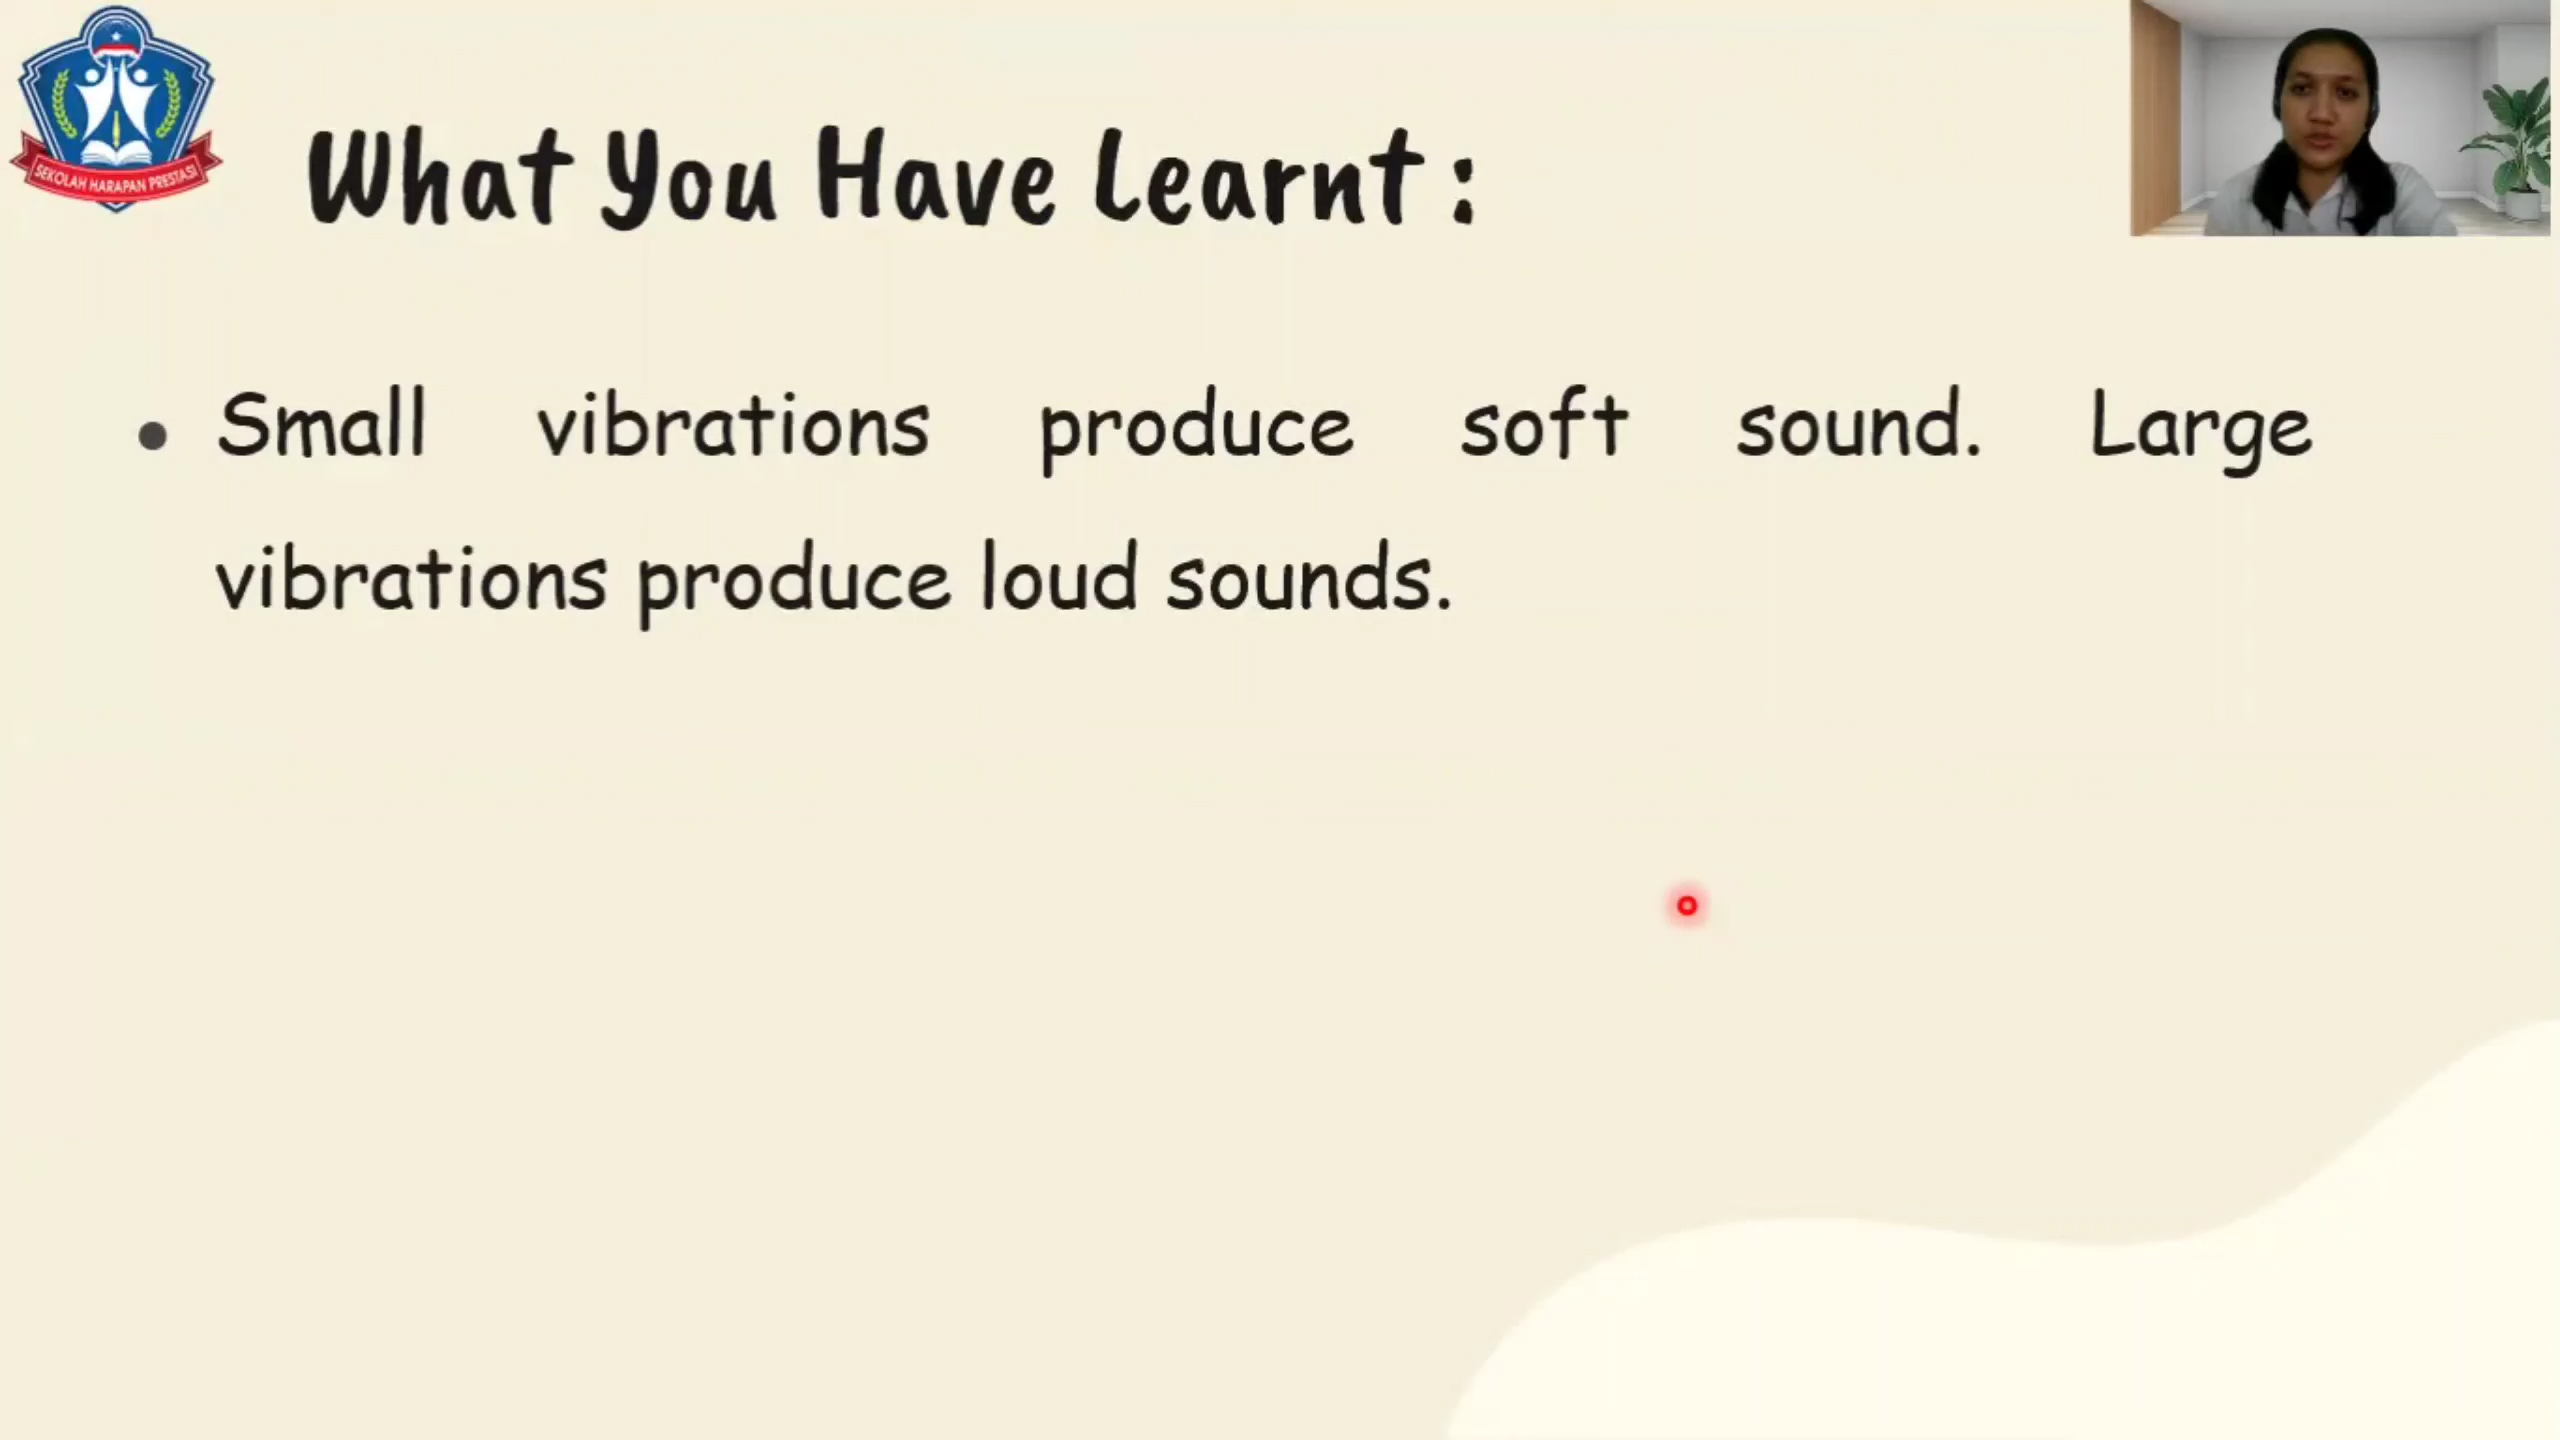 SEKOLAH HARAPAN PRESTASI
What You Have Learnt :
Small vibrations produce soft sound. Large
vibrations produce loud sounds.